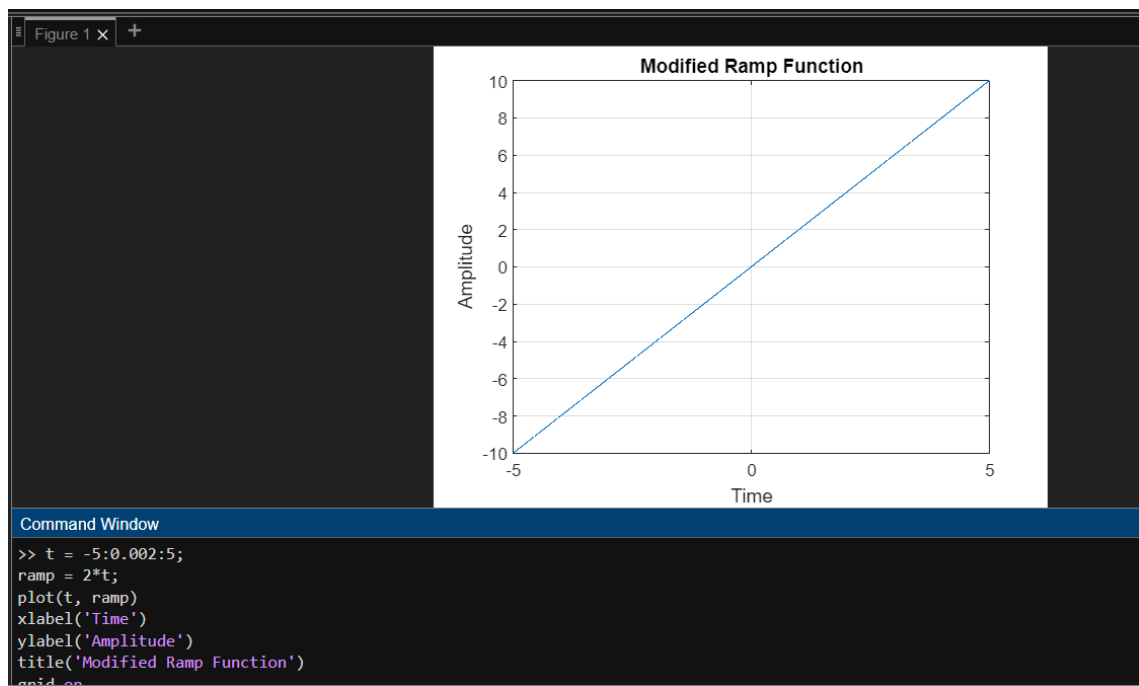 Figure 1 × +
Modified Ramp Function
10
8
6
4
2
0
-2
-4
-6
-8
-10
Amplitude
-5 0 5
Time
Command Window
>> t = -5:0.002:5;
ramp = 2*t;
plot(t, ramp)
xlabel('Time')
ylabel('Amplitude')
title('Modified Ramp Function')
grid on